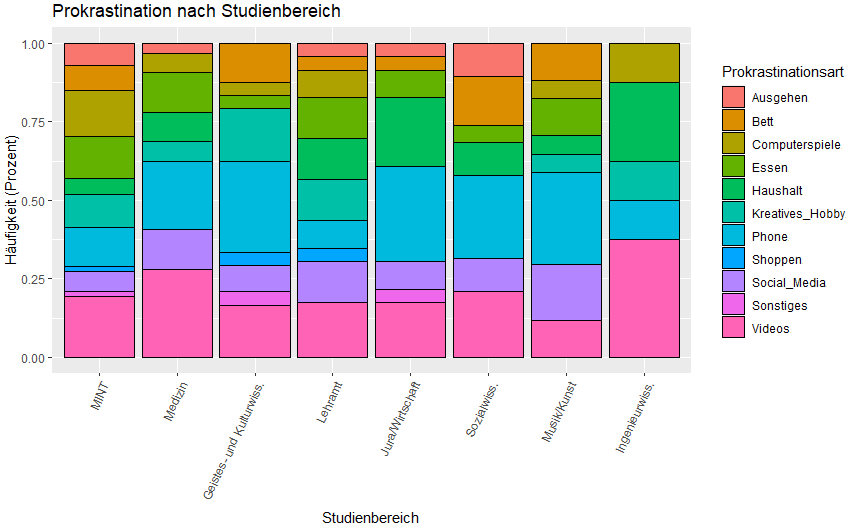 Prokrastination nach Studienbereich
Häufigkeit (Prozent)
1.00
0.75
0.50
0.25
0.00
MINT
Medizin
Geistes- und Kulturwiss.
Lehramt
Jura/Wirtschaft
Sozialwiss.
Musik/Kunst
Ingenieurwiss.
Studienbereich
Prokrastinationsart
Ausgehen
Bett
Computerspiele
Essen
Haushalt
Kreatives_Hobby
Phone
Shoppen
Social_Media
Sonstiges
Videos